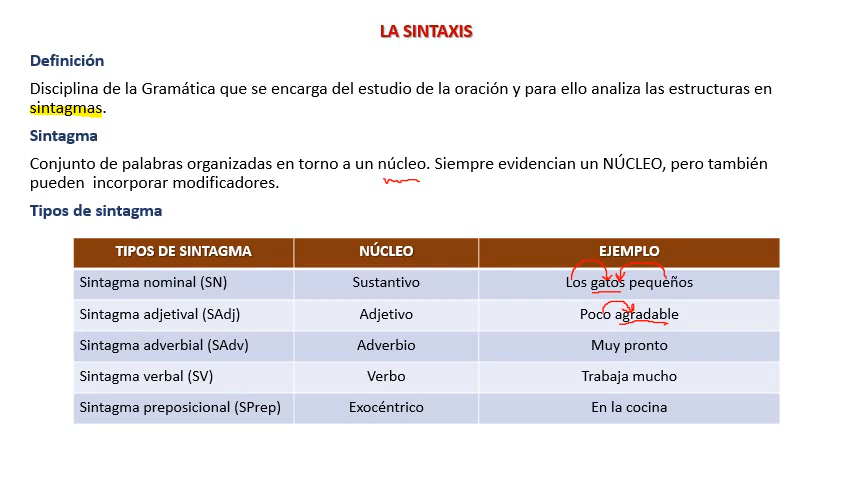 LA SINTAXIS
Definición
Disciplina de la Gramática que se encarga del estudio de la oración y para ello analiza las estructuras en
sintagmas.
Sintagma
Conjunto de palabras organizadas en torno a un núcleo. Siempre evidencian un NÚCLEO, pero también
pueden incorporar modificadores.
Tipos de sintagma
TIPOS DE SINTAGMA NÚCLEO EJEMPLO
Sintagma nominal (SN) Sustantivo Los gatos pequeños
Sintagma adjetival (SAdj) Adjetivo Poco agradable
Sintagma adverbial (SAdv) Adverbio Muy pronto
Sintagma verbal (SV) Verbo Trabaja mucho
Sintagma preposicional (SPrep) Exocéntrico En la cocina